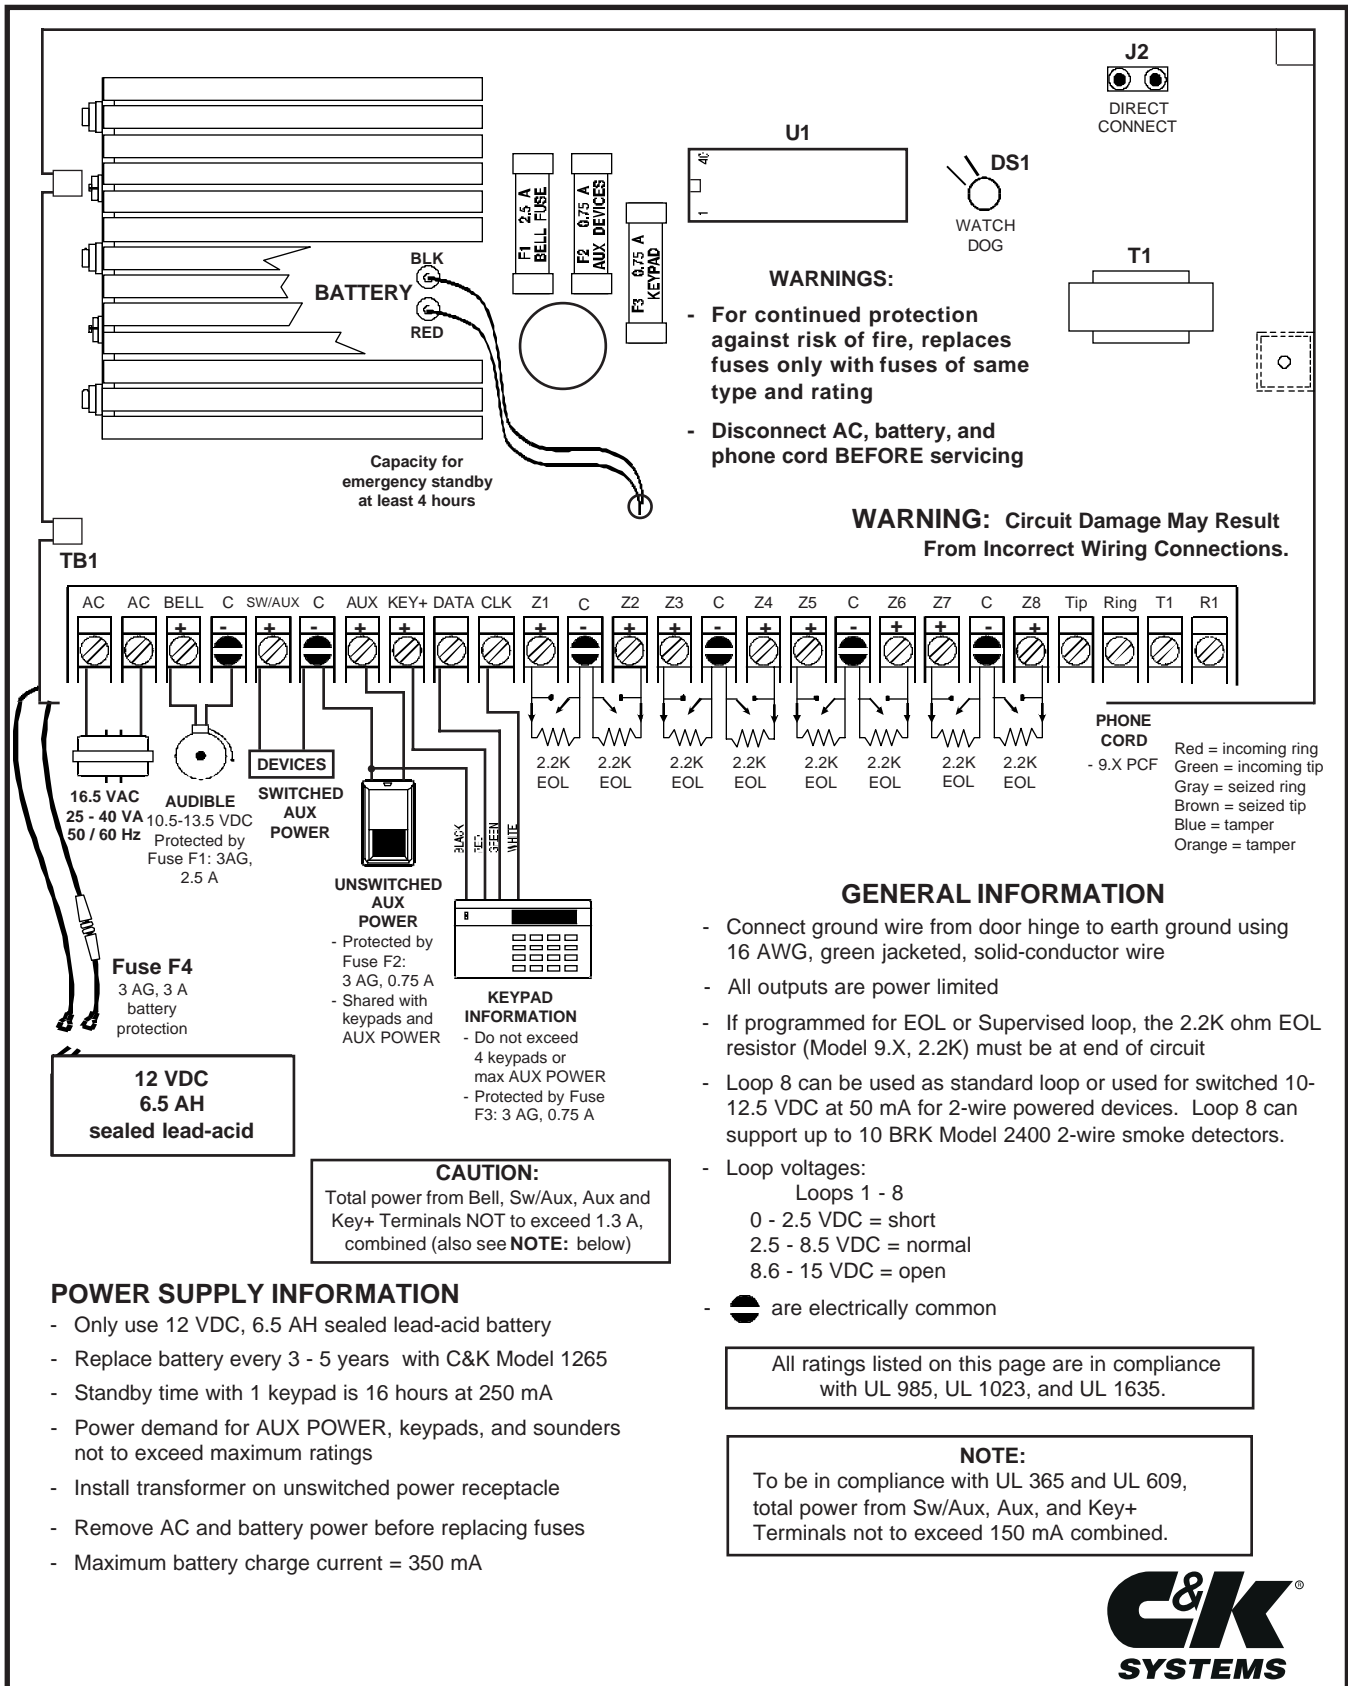 J2
DIRECT
CONNECT
U1
40
1
DS1
WATCH
DOG
T1
F1 2.5 A
BELL FUSE
F2 0.75 A
AUX DEVICES
F3 0.75 A
KEYPAD
BLK
BATTERY
RED
WARNINGS:
- For continued protection
against risk of fire, replaces
fuses only with fuses of same
type and rating
- Disconnect AC, battery, and
phone cord BEFORE servicing
Capacity for
emergency standby
at least 4 hours
WARNING: Circuit Damage May Result
From Incorrect Wiring Connections.
TB1
AC AC BELL C SW/AUX C AUX KEY+ DATA CLK Z1 C Z2 Z3 C Z4 Z5 C Z6 Z7 C Z8 Tip Ring T1 R1
+ - + - + + + - + + - + + - + + - +
2.2K 2.2K 2.2K 2.2K 2.2K 2.2K 2.2K 2.2K
EOL EOL EOL EOL EOL EOL EOL EOL
PHONE
CORD
- 9.X PCF
Red = incoming ring
Green = incoming tip
Gray = seized ring
Brown = seized tip
Blue = tamper
Orange = tamper
16.5 VAC
25 - 40 VA
50 / 60 Hz
AUDIBLE
10.5-13.5 VDC
Protected by
Fuse F1: 3AG,
2.5 A
DEVICES
SWITCHED
AUX
POWER
BLACK
RED
GREEN
WHITE
UNSWITCHED
AUX
POWER
- Protected by
Fuse F2:
3 AG, 0.75 A
- Shared with
keypads and
AUX POWER
KEYPAD
INFORMATION
- Do not exceed
4 keypads or
max AUX POWER
- Protected by Fuse
F3: 3 AG, 0.75 A
Fuse F4
3 AG, 3 A
battery
protection
12 VDC
6.5 AH
sealed lead-acid
CAUTION:
Total power from Bell, Sw/Aux, Aux and
Key+ Terminals NOT to exceed 1.3 A,
combined (also see NOTE: below)
POWER SUPPLY INFORMATION
- Only use 12 VDC, 6.5 AH sealed lead-acid battery
- Replace battery every 3 - 5 years with C&K Model 1265
- Standby time with 1 keypad is 16 hours at 250 mA
- Power demand for AUX POWER, keypads, and sounders
not to exceed maximum ratings
- Install transformer on unswitched power receptacle
- Remove AC and battery power before replacing fuses
- Maximum battery charge current = 350 mA
GENERAL INFORMATION
- Connect ground wire from door hinge to earth ground using
16 AWG, green jacketed, solid-conductor wire
- All outputs are power limited
- If programmed for EOL or Supervised loop, the 2.2K ohm EOL
resistor (Model 9.X, 2.2K) must be at end of circuit
- Loop 8 can be used as standard loop or used for switched 10-
12.5 VDC at 50 mA for 2-wire powered devices. Loop 8 can
support up to 10 BRK Model 2400 2-wire smoke detectors.
- Loop voltages:
Loops 1 - 8
0 - 2.5 VDC = short
2.5 - 8.5 VDC = normal
8.6 - 15 VDC = open
- are electrically common
All ratings listed on this page are in compliance
with UL 985, UL 1023, and UL 1635.
NOTE:
To be in compliance with UL 365 and UL 609,
total power from Sw/Aux, Aux, and Key+
Terminals not to exceed 150 mA combined.
C&K®
SYSTEMS